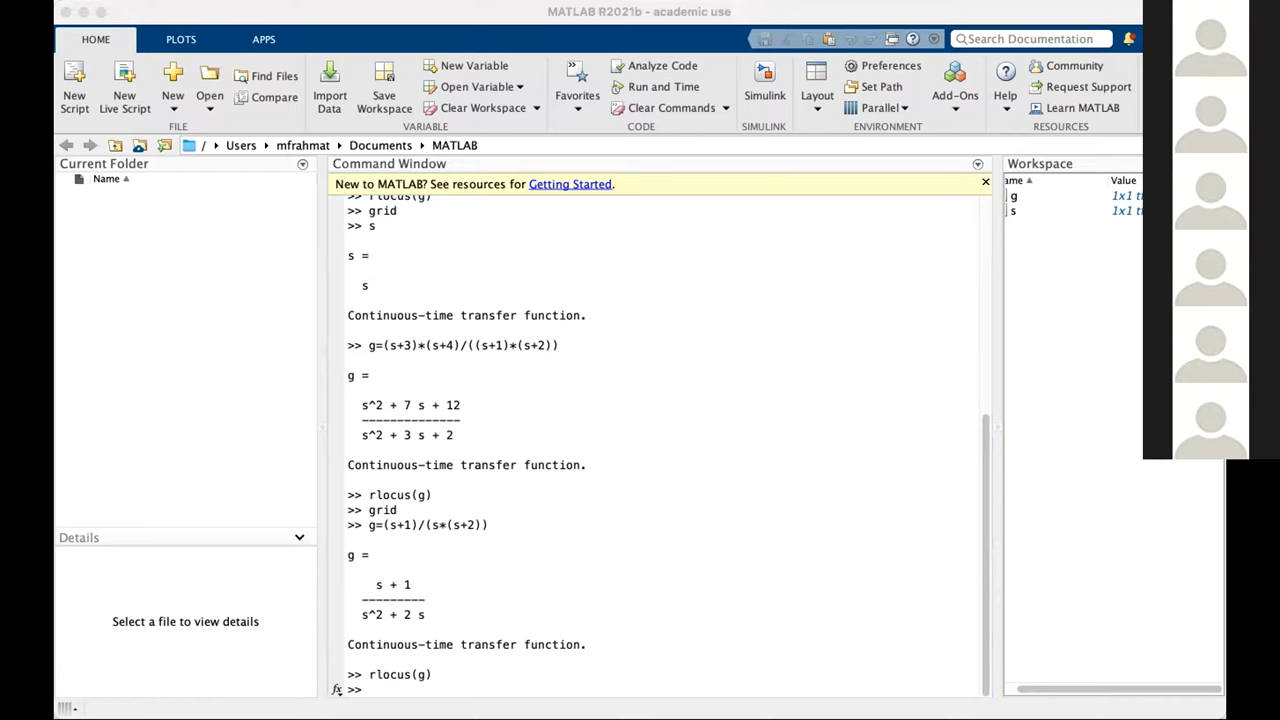 MATLAB R2021b - academic use
HOME PLOTS APPS
Search Documentation
New Script
New Live Script
New
Open
Find Files
Compare
FILE
Import Data
Save Workspace
New Variable
Open Variable
Clear Workspace
VARIABLE
Favorites
Analyze Code
Run and Time
Clear Commands
CODE
Simulink
SIMULINK
Layout
Preferences
Set Path
Parallel
Add-Ons
ENVIRONMENT
Help
Community
Request Support
Learn MATLAB
RESOURCES
/ Users mfrahmat Documents MATLAB
Current Folder
Name
Details
Select a file to view details
Command Window
New to MATLAB? See resources for Getting Started.
>> rlocus(g)
>> grid
>> s
s =
s
Continuous-time transfer function.
>> g=(s+3)*(s+4)/((s+1)*(s+2))
g =
s^2 + 7 s + 12
--------------
s^2 + 3 s + 2
Continuous-time transfer function.
>> rlocus(g)
>> grid
>> g=(s+1)/(s*(s+2))
g =
s + 1
---------
s^2 + 2 s
Continuous-time transfer function.
>> rlocus(g)
fx >>
Workspace
ame Value
g 1x1 t
s 1x1 t